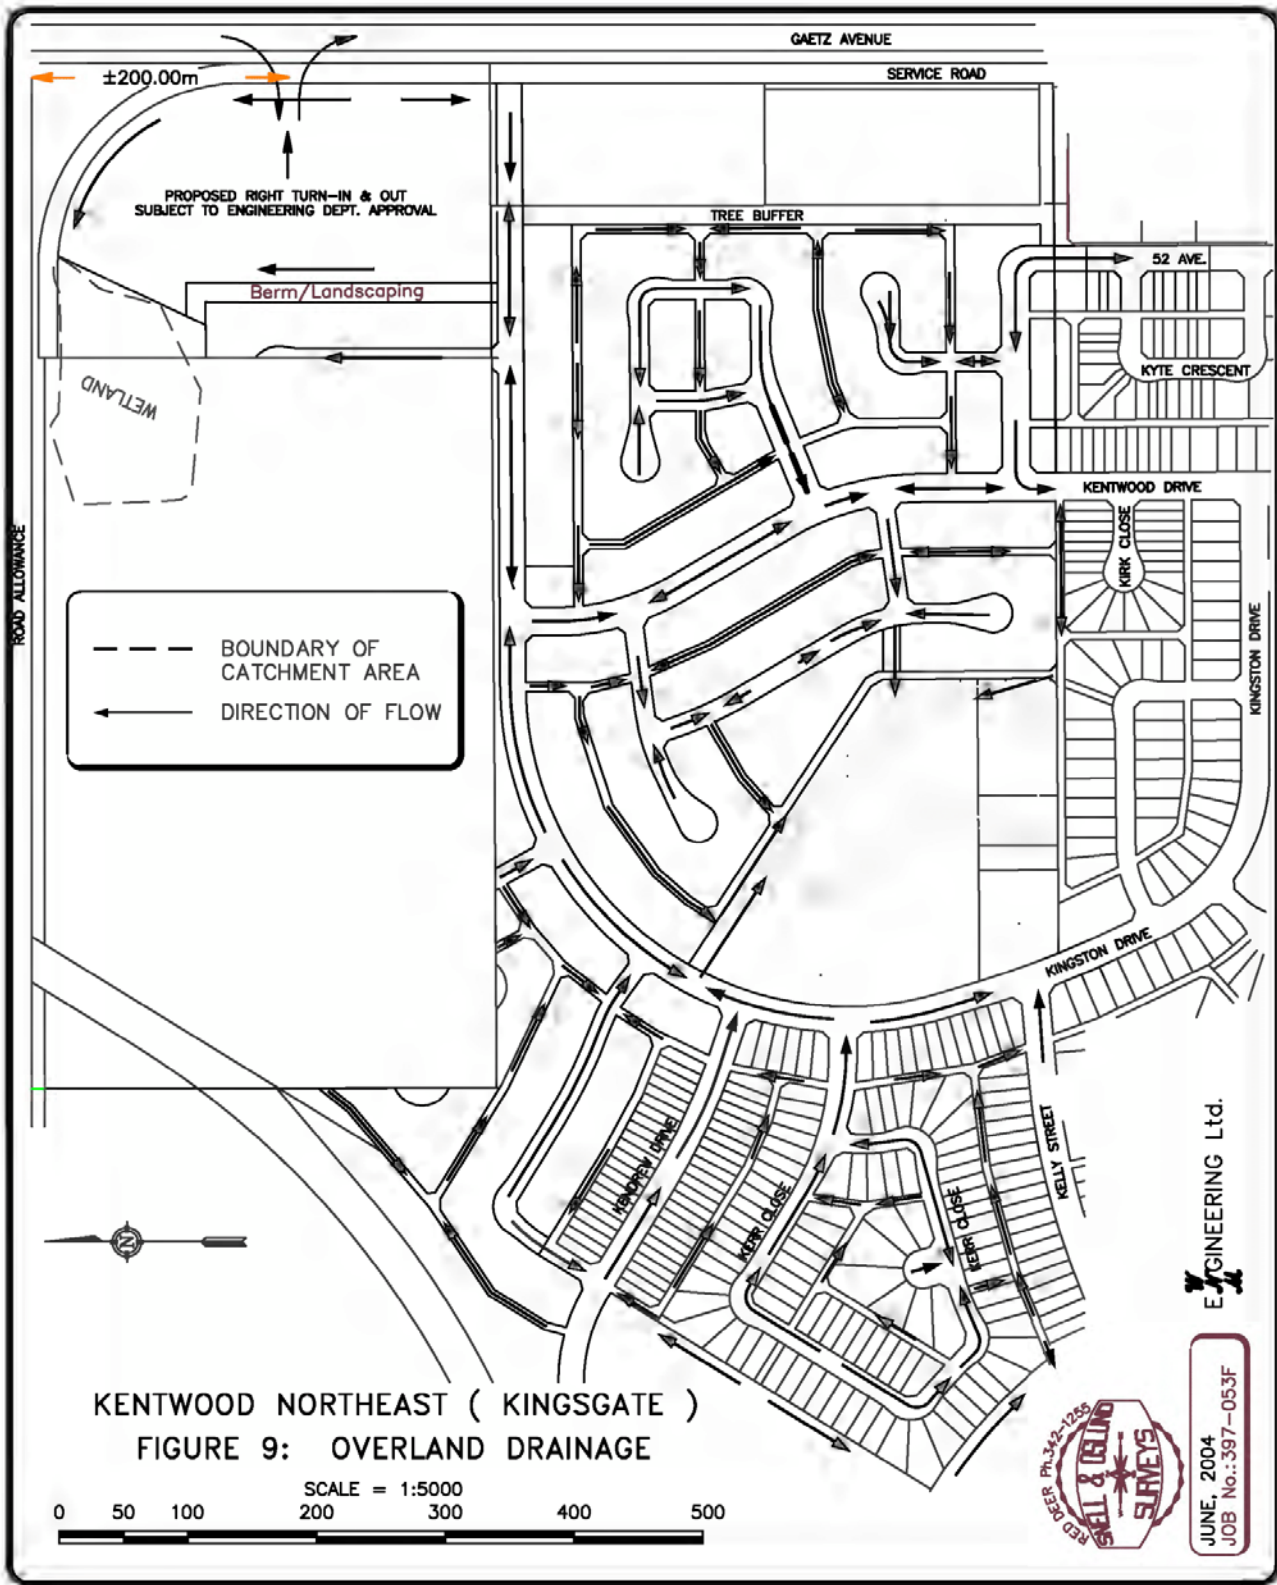 GAETZ AVENUE
SERVICE ROAD
±200.00m
PROPOSED RIGHT TURN-IN & OUT
SUBJECT TO ENGINEERING DEPT. APPROVAL
TREE BUFFER
52 AVE.
Berm/Landscaping
KYTE CRESCENT
WETLAND
KENTWOOD DRIVE
KIRK CLOSE
ROAD ALLOWANCE
KINGSTON DRIVE
BOUNDARY OF
CATCHMENT AREA
DIRECTION OF FLOW
KINGSTON DRIVE
KENDREW DRIVE
KELLY STREET
KERR CLOSE
KERR CLOSE
N
ENGINEERING Ltd.
KENTWOOD NORTHEAST ( KINGSGATE )
FIGURE 9: OVERLAND DRAINAGE
SCALE = 1:5000
0 50 100 200 300 400 500
RED DEER Ph.342-1255
SNELL & OSLUND
SURVEYS
JUNE, 2004
JOB No.:397-053F